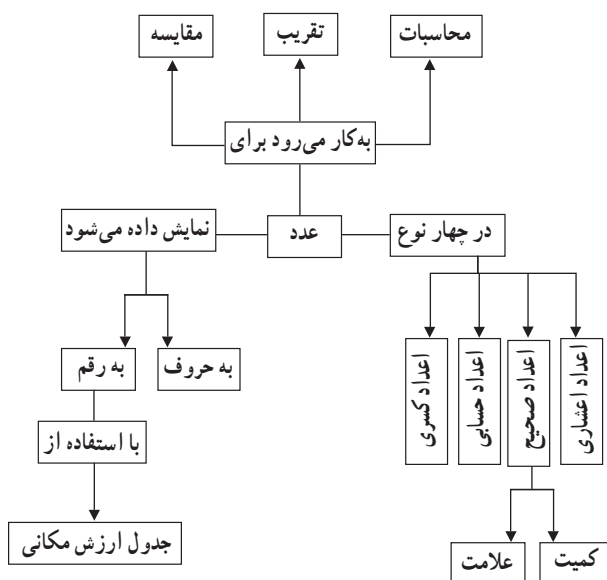 محاسبات
تقریب
مقایسه
به‌کار می‌رود برای
در چهار نوع
عدد
نمایش داده می‌شود
اعداد اعشاری
اعداد صحیح
اعداد حسابی
اعداد کسری
به حروف
به رقم
با استفاده از
کمیت
علامت
جدول ارزش مکانی